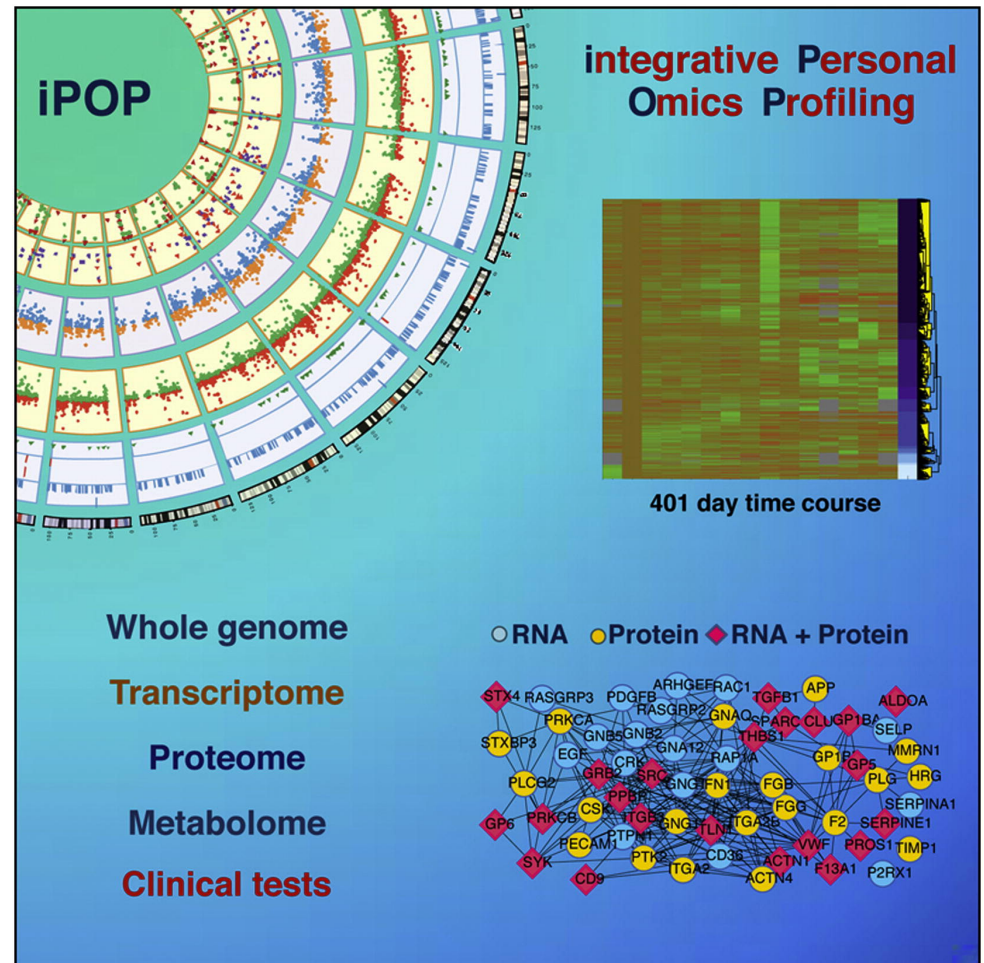 iPOP
integrative Personal
Omics Profiling
401 day time course
Whole genome
Transcriptome
Proteome
Metabolome
Clinical tests
RNA Protein RNA + Protein
STX4 RASGRP3 PDGFB ARHGEF RAC1 TGFB1 APP ALDOA
PRKCA RASGRP2 GNAQ SPARC CLU GP1BA SELP
STXBP3 GNB5 GNB2 THBS1 MMRN1
EGF GNA12 RAP1A GP5
PLCG2 GRB2 CRK SRC FGB PLG HRG
CSK FGG SERPINA1
GP6 PRKCB ITGA2B F2 SERPINE1
PECAM1 PTPN1 VWF PROS1 TIMP1
SYK PTK2 CD36 ACTN1 F13A1 P2RX1
CD9 ITGA2 ACTN4